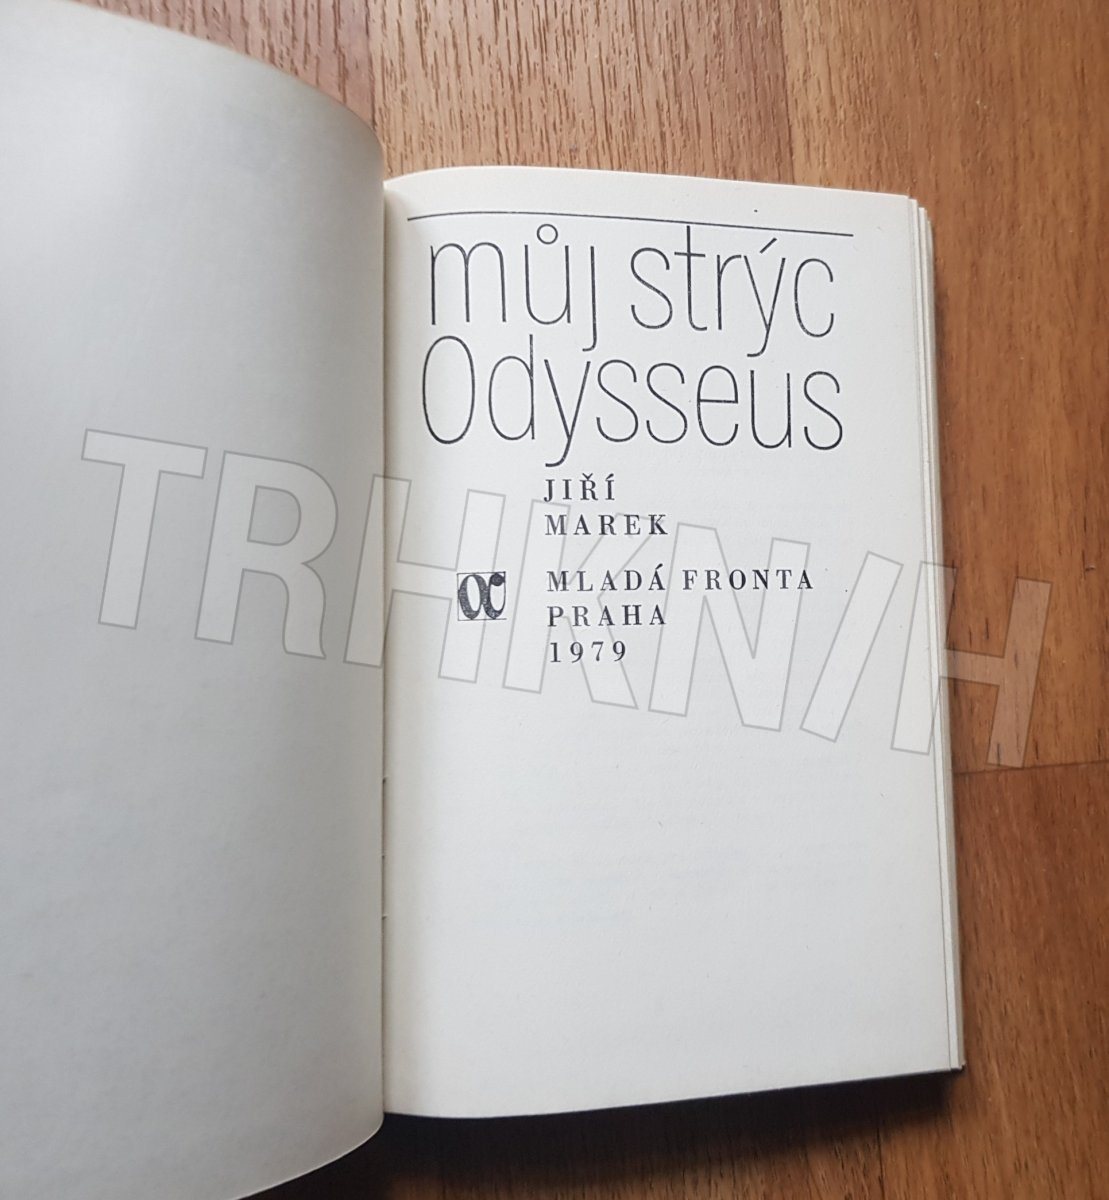 můj strýc
Odysseus
JIŘÍ
MAREK
MLADÁ FRONTA
PRAHA
1979
TRHKNIH